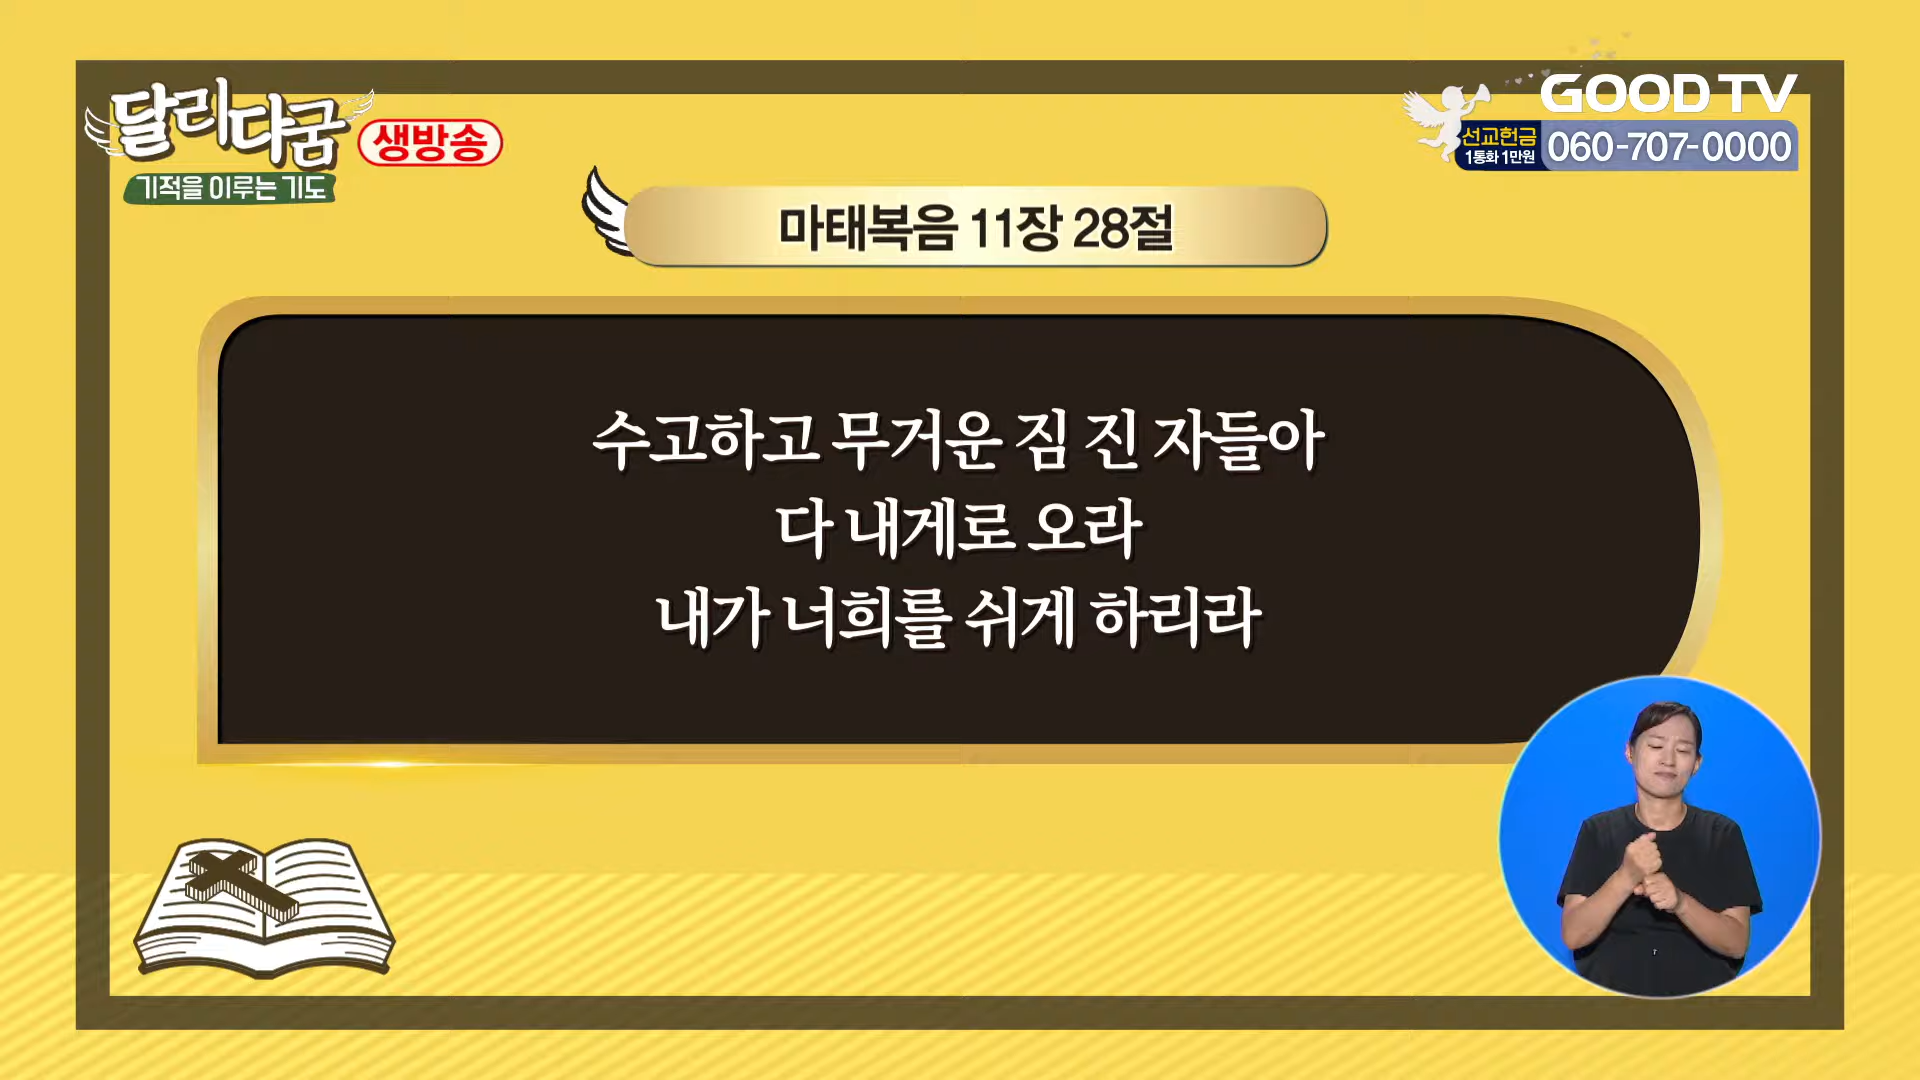 달리다굼
생방송
기적을 이루는 기도
GOODTV
선교헌금
1통화 1만원
060-707-0000
마태복음 11장 28절
수고하고 무거운 짐 진 자들아
다 내게로 오라
내가 너희를 쉬게 하리라